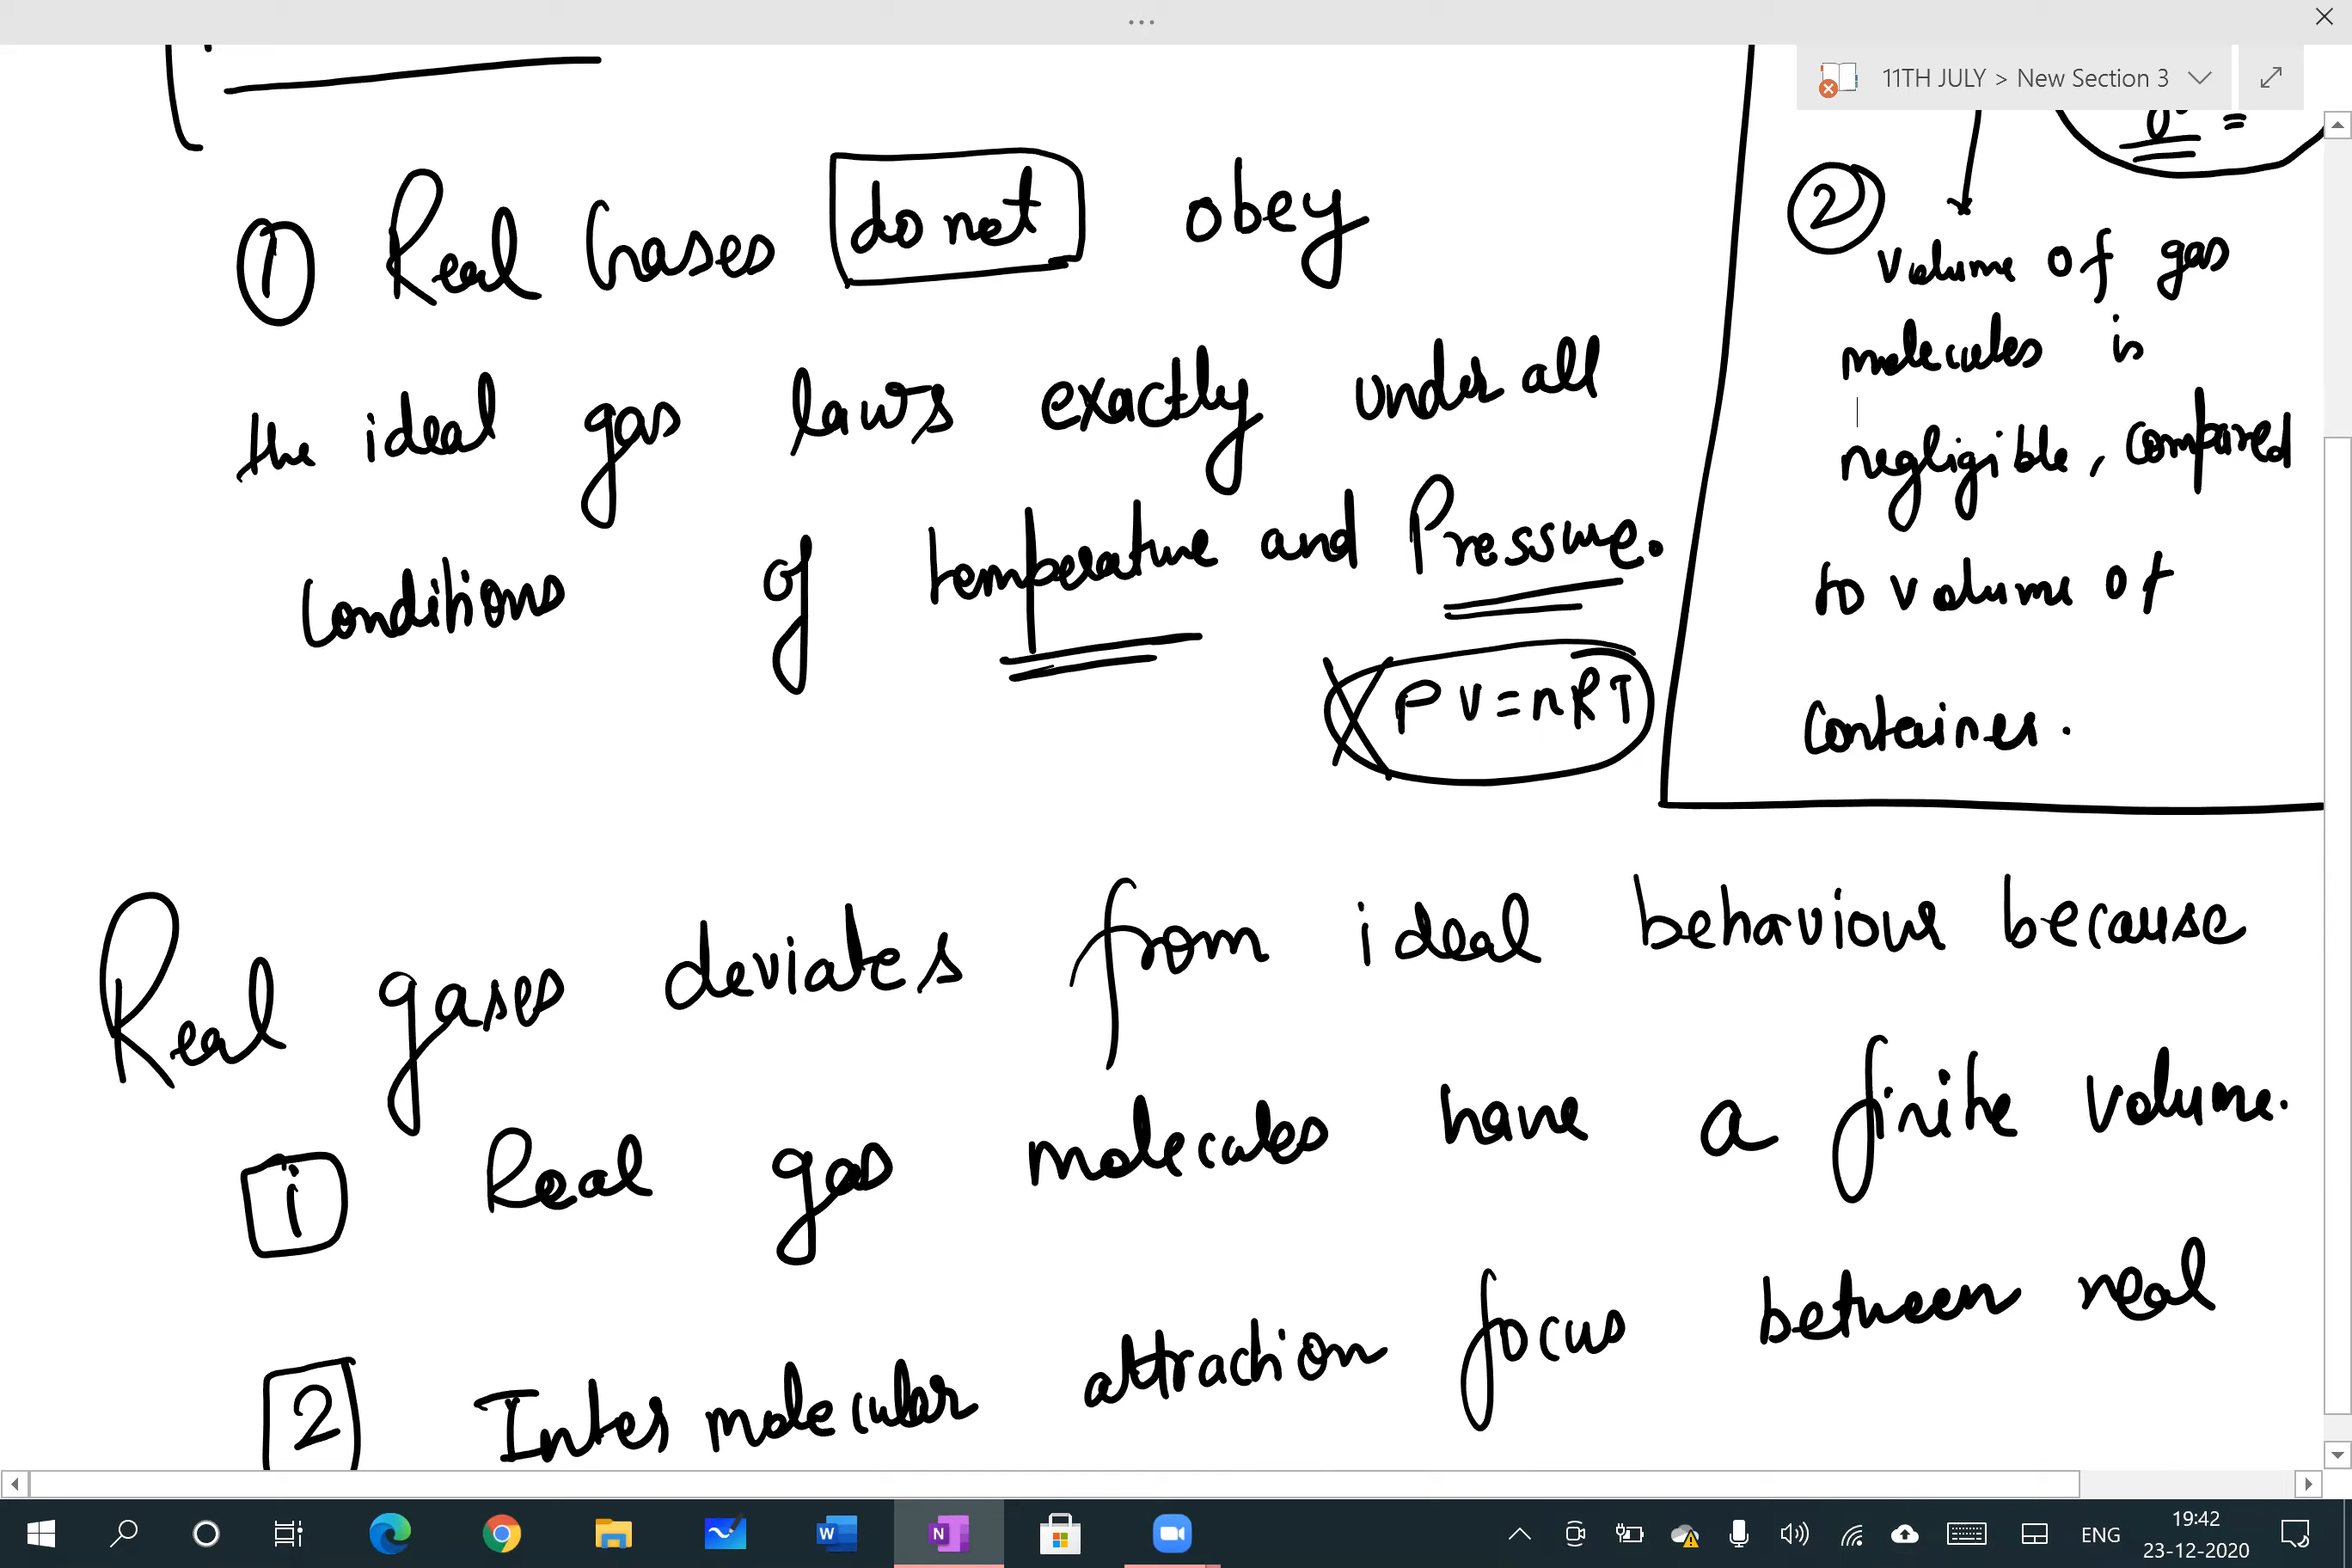 11TH JULY > New Section 3
① Real Gases do not obey
the ideal gas laws exactly under all
Conditions of temperature and Pressure.
PV=nRT
②
Volume of gas
molecules is
negligible, compared
to volume of
Container.
Real gases deviates from ideal behaviour because
i Real gas molecules have a finite volume.
2 Inter molecular attraction focus between real
ENG
19:42
23-12-2020